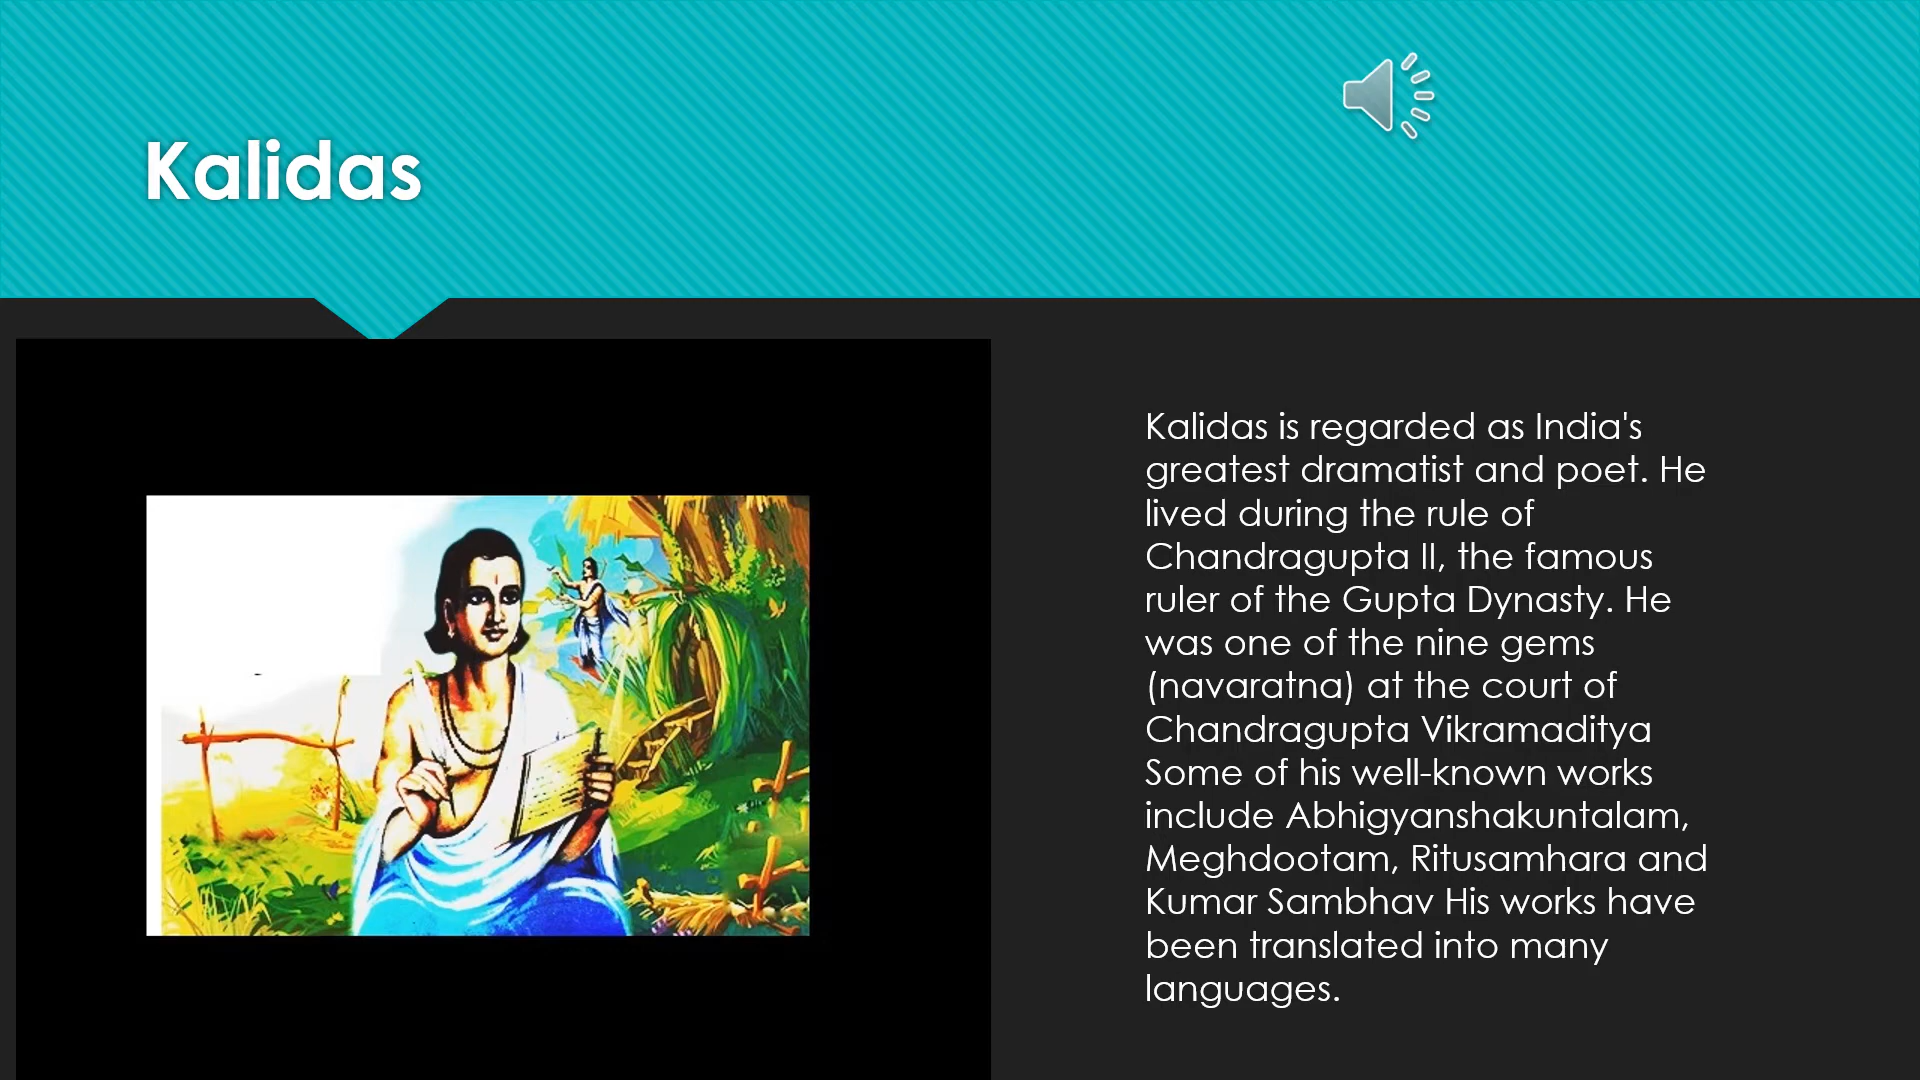 Kalidas
Kalidas is regarded as India's
greatest dramatist and poet. He
lived during the rule of
Chandragupta II, the famous
ruler of the Gupta Dynasty. He
was one of the nine gems
(navaratna) at the court of
Chandragupta Vikramaditya
Some of his well-known works
include Abhigyanshakuntalam,
Meghdootam, Ritusamhara and
Kumar Sambhav His works have
been translated into many
languages.